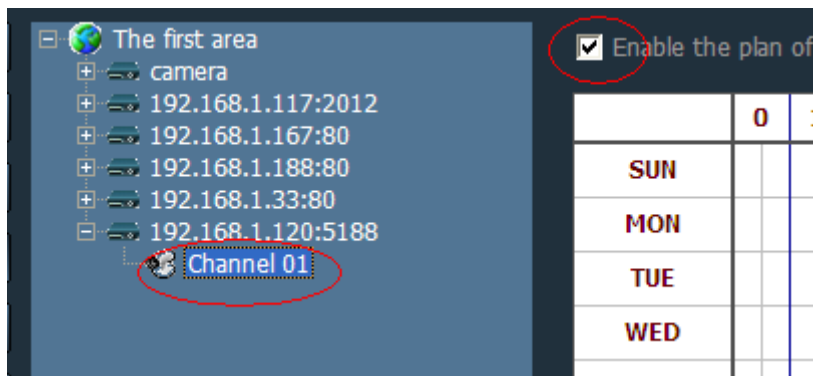 The first area
camera
192.168.1.117:2012
192.168.1.167:80
192.168.1.188:80
192.168.1.33:80
192.168.1.120:5188
Channel 01
Enable the plan of
0
SUN
MON
TUE
WED